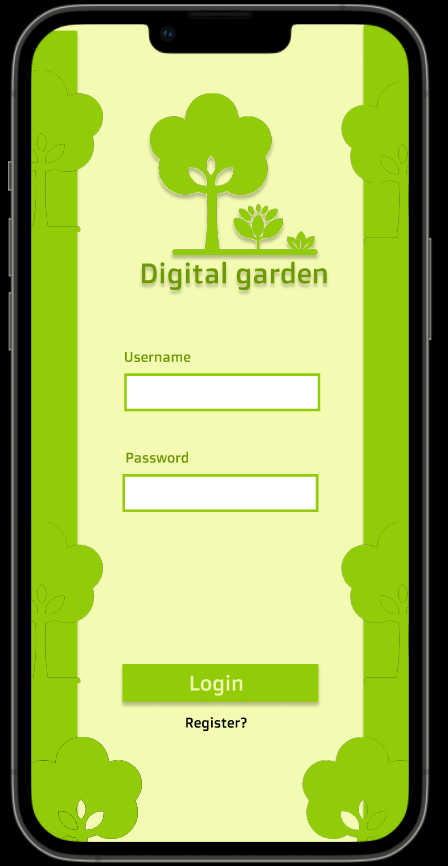 Digital garden
Username
Password
Login
Register?